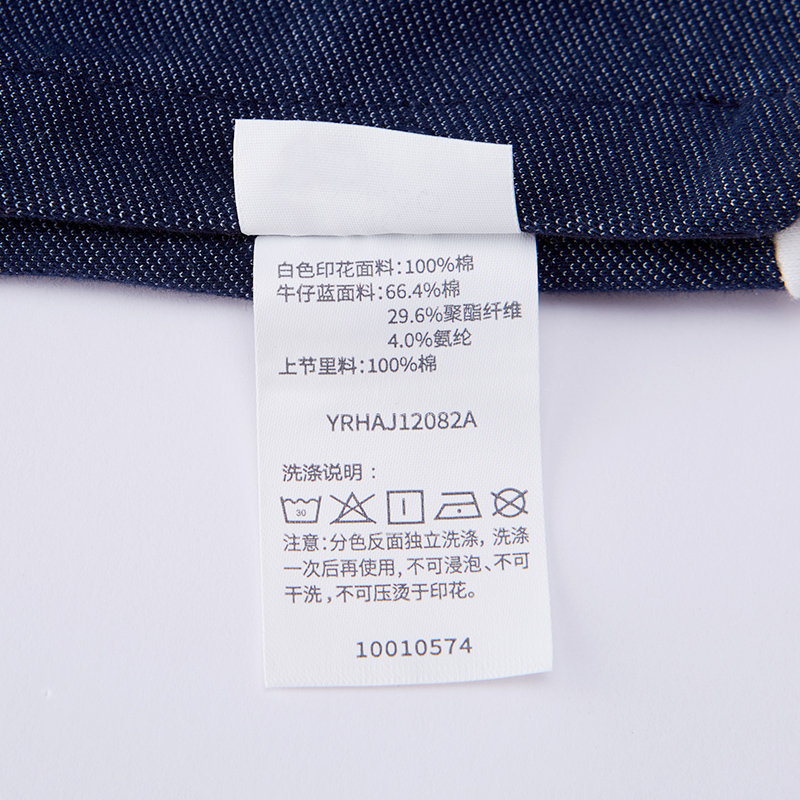 白色印花面料:100%棉
牛仔蓝面料:66.4%棉
29.6%聚酯纤维
4.0%氨纶
上节里料:100%棉
YRHAJ12082A
洗涤说明:
30
注意:分色反面独立洗涤,洗涤
一次后再使用,不可浸泡、不可
干洗,不可压烫于印花。
10010574